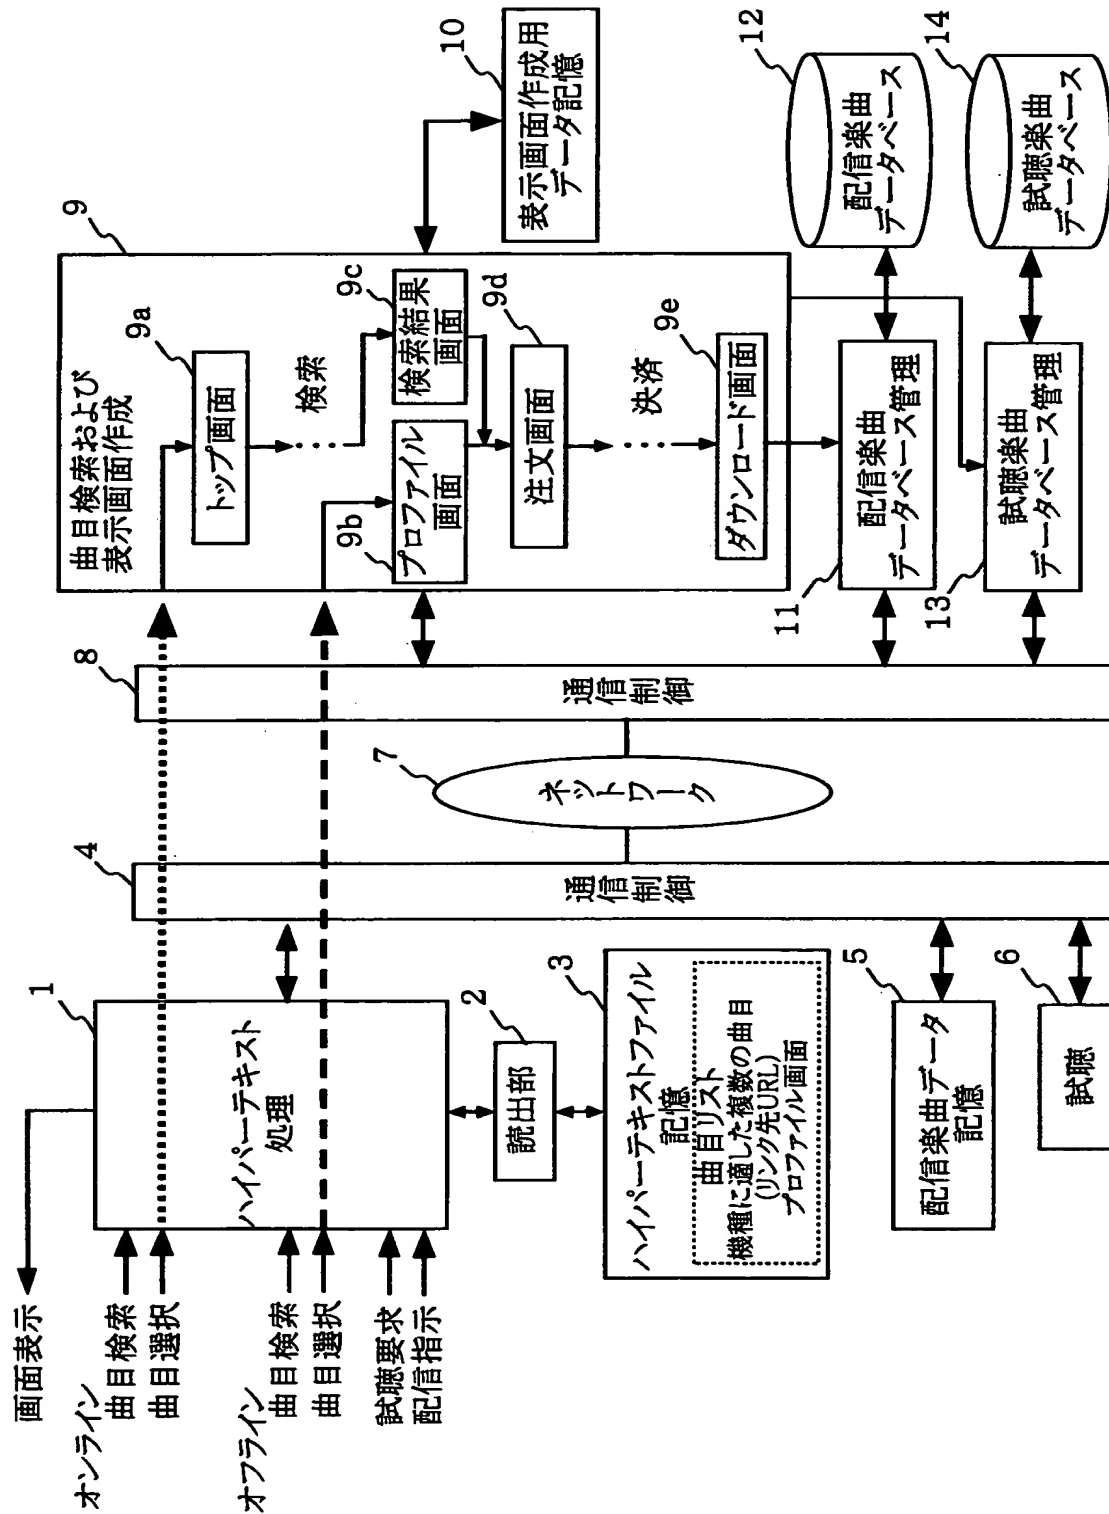 画面表示
オンライン
曲目検索
曲目選択
オフライン
曲目検索
曲目選択
試聴要求
配信指示
1
ハイパーテキスト
処理
2
読出部
3
ハイパーテキストファイル
記憶
曲目リスト
機種に適した複数の曲目
(リンク先URL)
プロファイル画面
5
配信楽曲データ
記憶
6
試聴
4
通信制御
7
ネットワーク
8
通信制御
9
曲目検索および
表示画面作成
9a
トップ画面
検索
9b
プロファイル
画面
9c
検索結果
画面
9d
注文画面
決済
9e
ダウンロード画面
10
表示画面作成用
データ記憶
11
配信楽曲
データベース管理
12
配信楽曲
データベース
13
試聴楽曲
データベース管理
14
試聴楽曲
データベース